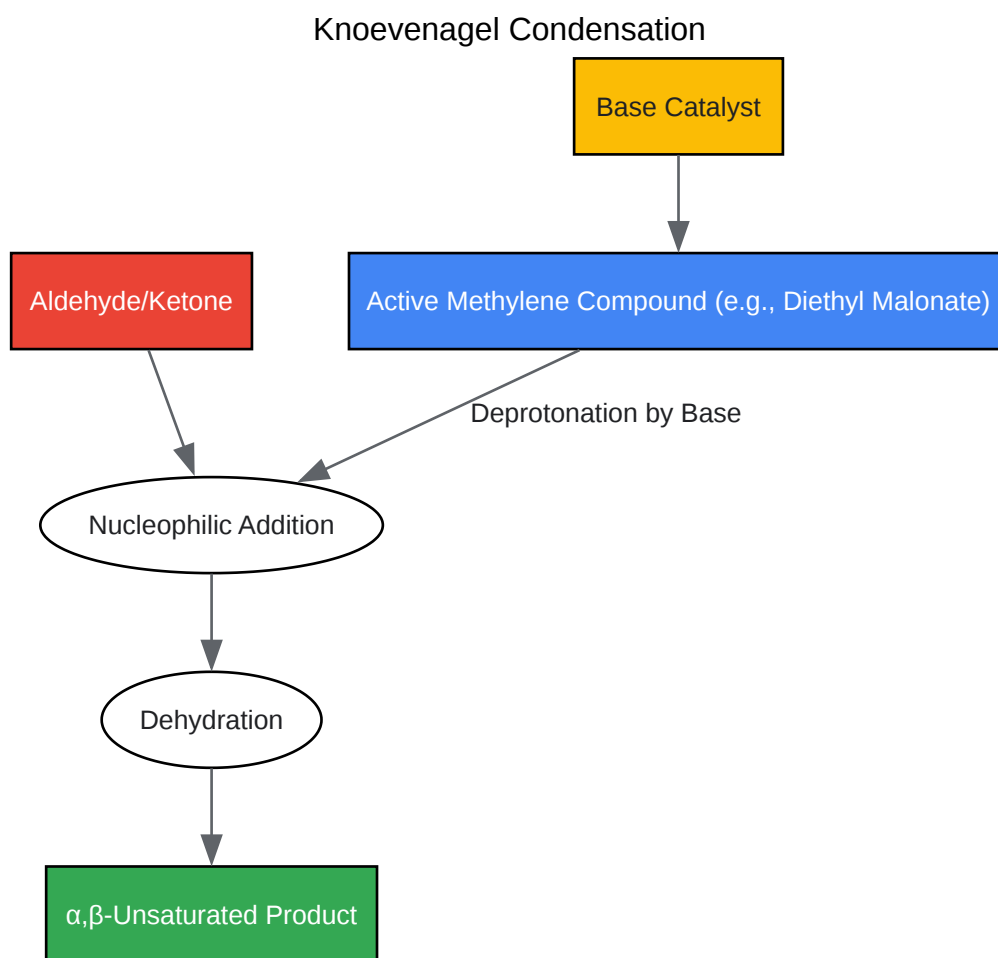 Knoevenagel Condensation
Base Catalyst
Aldehyde/Ketone
Active Methylene Compound (e.g., Diethyl Malonate)
Deprotonation by Base
Nucleophilic Addition
Dehydration
α,β-Unsaturated Product